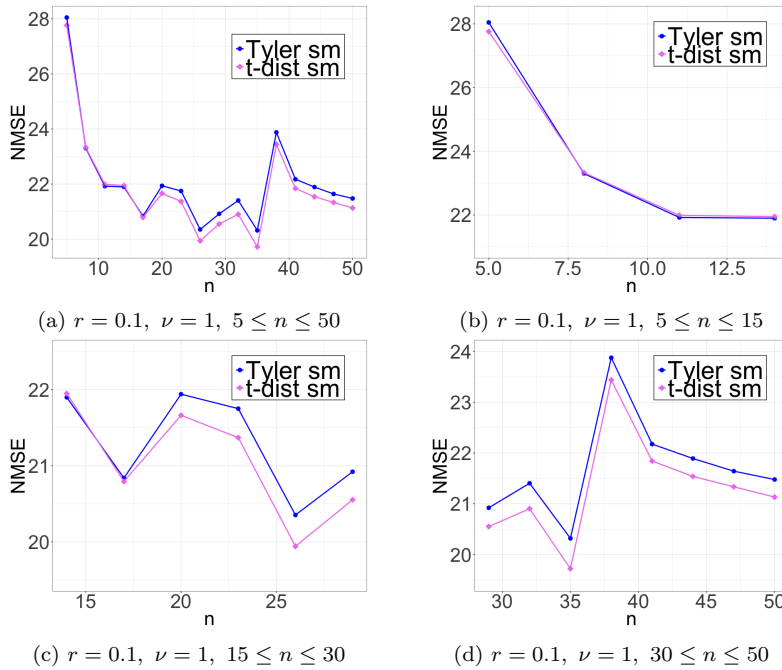 28
26
24
22
20
NMSE
Tyler sm
t-dist sm
10
20
30
40
50
n
(a) r = 0.1, ν = 1, 5 ≤ n ≤ 50
28
26
24
22
NMSE
Tyler sm
t-dist sm
5.0
7.5
10.0
12.5
n
(b) r = 0.1, ν = 1, 5 ≤ n ≤ 15
22
21
20
NMSE
Tyler sm
t-dist sm
15
20
25
n
(c) r = 0.1, ν = 1, 15 ≤ n ≤ 30
24
23
22
21
20
NMSE
Tyler sm
t-dist sm
30
35
40
45
50
n
(d) r = 0.1, ν = 1, 30 ≤ n ≤ 50